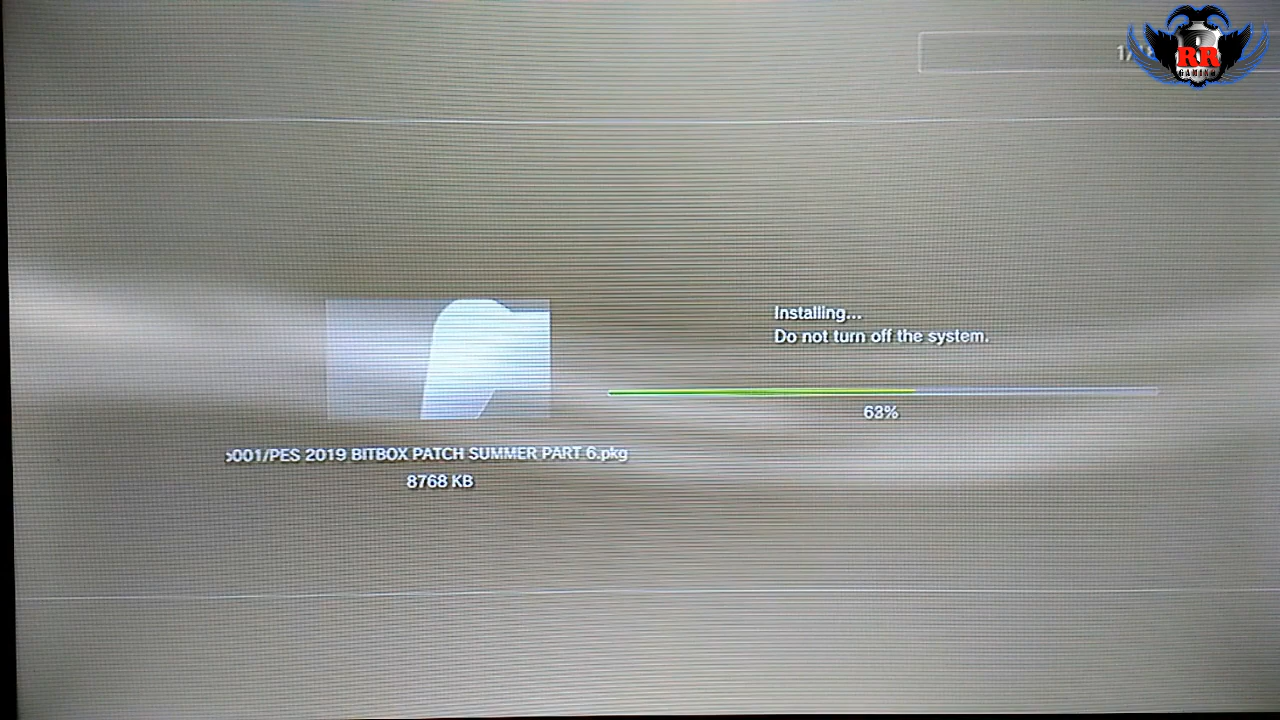 RR
GAMING
Installing...
Do not turn off the system.
63%
›001/PES 2019 BITBOX PATCH SUMMER PART 6.pkg
8768 KB